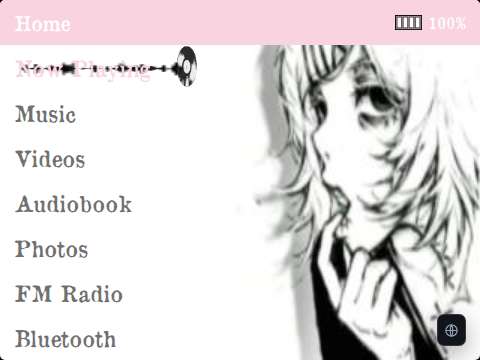 Home 100%
Now Playing
Music
Videos
Audiobook
Photos
FM Radio
Bluetooth